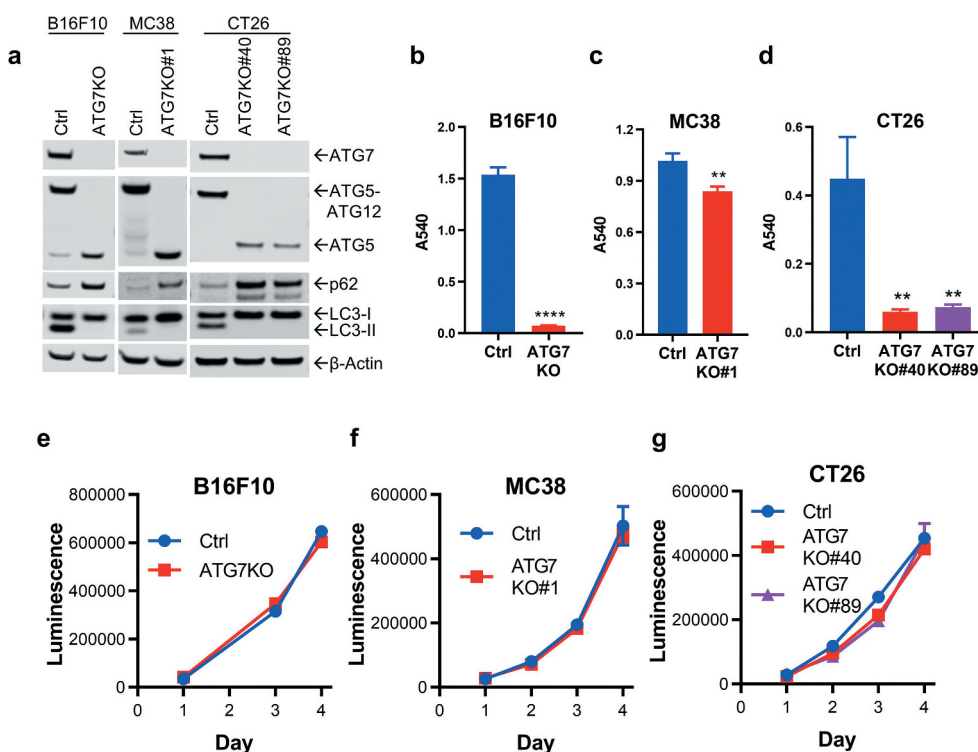 a
B16F10
MC38
CT26
Ctrl
ATG7KO
Ctrl
ATG7KO#1
Ctrl
ATG7KO#40
ATG7KO#89
←ATG7
←ATG5-
ATG12
←ATG5
←p62
←LC3-I
←LC3-II
←β-Actin
b
B16F10
A540
2.0
1.5
1.0
0.5
0.0
****
Ctrl
ATG7
KO
c
MC38
A540
1.2
0.9
0.6
0.3
0.0
**
Ctrl
ATG7
KO#1
d
CT26
A540
0.6
0.4
0.2
0.0
**
**
Ctrl
ATG7
KO#40
ATG7
KO#89
e
B16F10
Luminescence
800000
600000
400000
200000
0
Ctrl
ATG7KO
0 1 2 3 4
Day
f
MC38
Luminescence
600000
400000
200000
0
Ctrl
ATG7
KO#1
0 1 2 3 4
Day
g
CT26
Luminescence
600000
400000
200000
0
Ctrl
ATG7
KO#40
ATG7
KO#89
0 1 2 3 4
Day